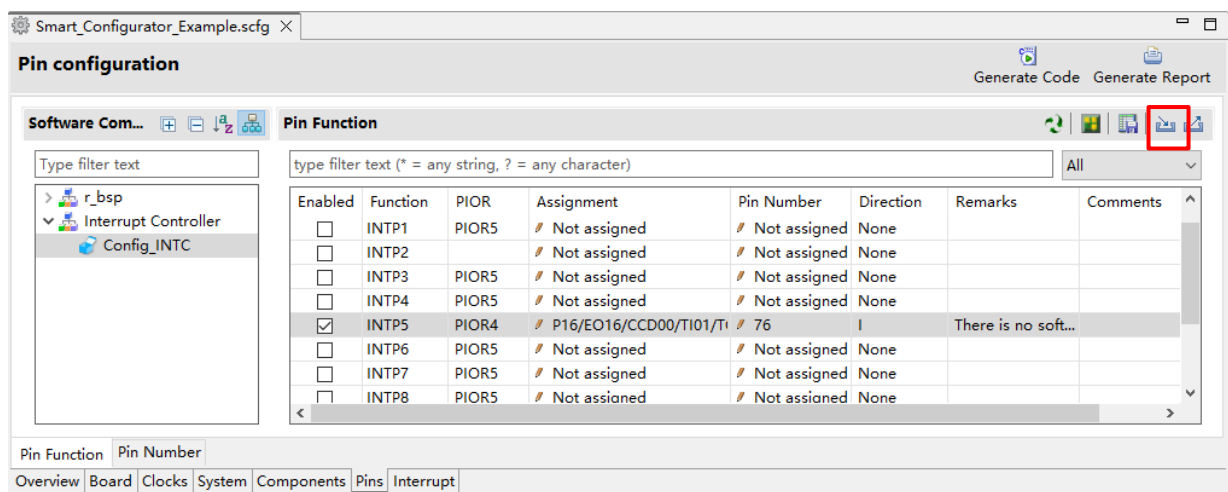 Smart_Configurator_Example.scfg
Pin configuration
Generate Code Generate Report
Software Com... Pin Function
Type filter text type filter text (* = any string, ? = any character) All
r_bsp
Interrupt Controller
Config_INTC
Enabled Function PIOR Assignment Pin Number Direction Remarks Comments
INTP1 PIOR5 Not assigned Not assigned None
INTP2 Not assigned Not assigned None
INTP3 PIOR5 Not assigned Not assigned None
INTP4 PIOR5 Not assigned Not assigned None
INTP5 PIOR4 P16/EO16/CCD00/TI01/T 76 I There is no soft...
INTP6 PIOR5 Not assigned Not assigned None
INTP7 PIOR5 Not assigned Not assigned None
INTP8 PIOR5 Not assigned Not assigned None
Pin Function Pin Number
Overview Board Clocks System Components Pins Interrupt